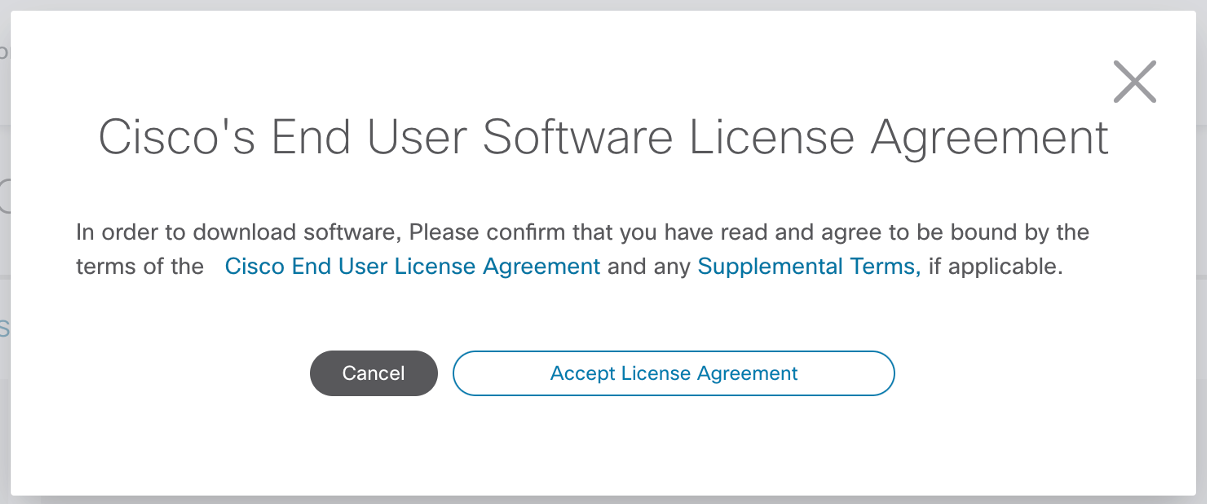 Cisco's End User Software License Agreement
In order to download software, Please confirm that you have read and agree to be bound by the
terms of the Cisco End User License Agreement and any Supplemental Terms, if applicable.
Cancel
Accept License Agreement